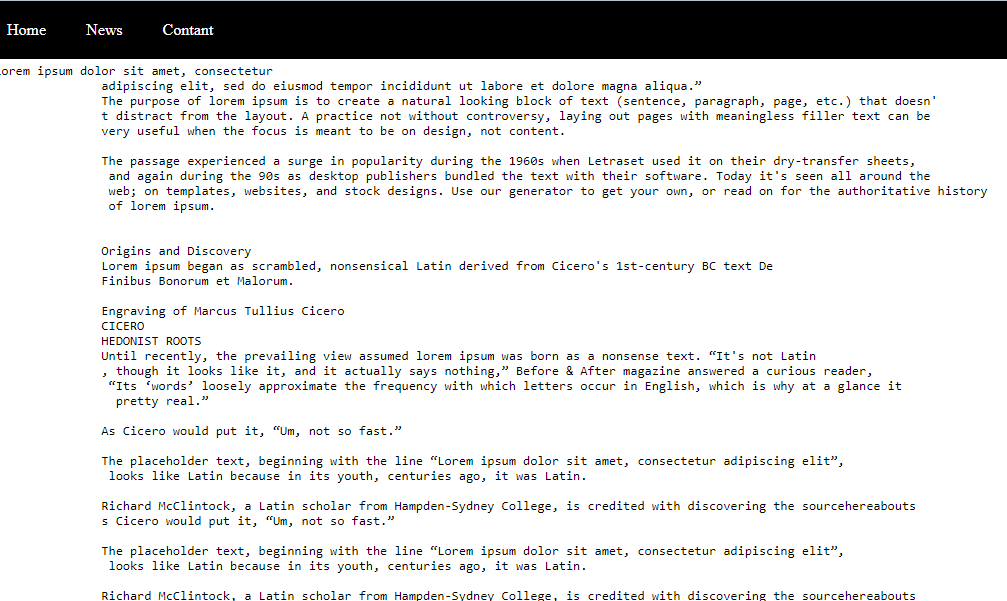 Home News Contant
orem ipsum dolor sit amet, consectetur
adipiscing elit, sed do eiusmod tempor incididunt ut labore et dolore magna aliqua.”
The purpose of lorem ipsum is to create a natural looking block of text (sentence, paragraph, page, etc.) that doesn'
t distract from the layout. A practice not without controversy, laying out pages with meaningless filler text can be
very useful when the focus is meant to be on design, not content.
The passage experienced a surge in popularity during the 1960s when Letraset used it on their dry-transfer sheets,
and again during the 90s as desktop publishers bundled the text with their software. Today it's seen all around the
web; on templates, websites, and stock designs. Use our generator to get your own, or read on for the authoritative history
of lorem ipsum.
Origins and Discovery
Lorem ipsum began as scrambled, nonsensical Latin derived from Cicero's 1st-century BC text De
Finibus Bonorum et Malorum.
Engraving of Marcus Tullius Cicero
CICERO
HEDONIST ROOTS
Until recently, the prevailing view assumed lorem ipsum was born as a nonsense text. “It's not Latin
, though it looks like it, and it actually says nothing,” Before & After magazine answered a curious reader,
“Its ‘words’ loosely approximate the frequency with which letters occur in English, which is why at a glance it
pretty real.”
As Cicero would put it, “Um, not so fast.”
The placeholder text, beginning with the line “Lorem ipsum dolor sit amet, consectetur adipiscing elit”,
looks like Latin because in its youth, centuries ago, it was Latin.
Richard McClintock, a Latin scholar from Hampden-Sydney College, is credited with discovering the sourcehereabouts
s Cicero would put it, “Um, not so fast.”
The placeholder text, beginning with the line “Lorem ipsum dolor sit amet, consectetur adipiscing elit”,
looks like Latin because in its youth, centuries ago, it was Latin.
Richard McClintock, a Latin scholar from Hampden-Sydney College, is credited with discovering the sourcehereabouts